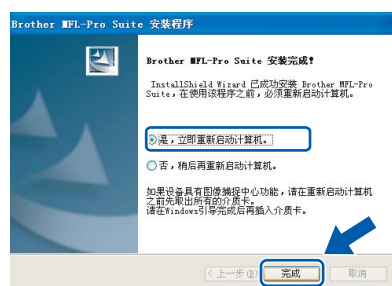 Brother MFL-Pro Suite 安装程序
Brother MFL-Pro Suite 安装完成!
InstallShield Wizard 已成功安装 Brother MFL-Pro
Suite，在使用该程序之前，必须重新启动计算机。
是，立即重新启动计算机。
否，稍后再重新启动计算机。
如果设备具有图像捕捉中心功能，请在重新启动计算机
之前先取出所有的介质卡。
请在Windows引导完成后再插入介质卡。
< 上一步(B)
完成
取消